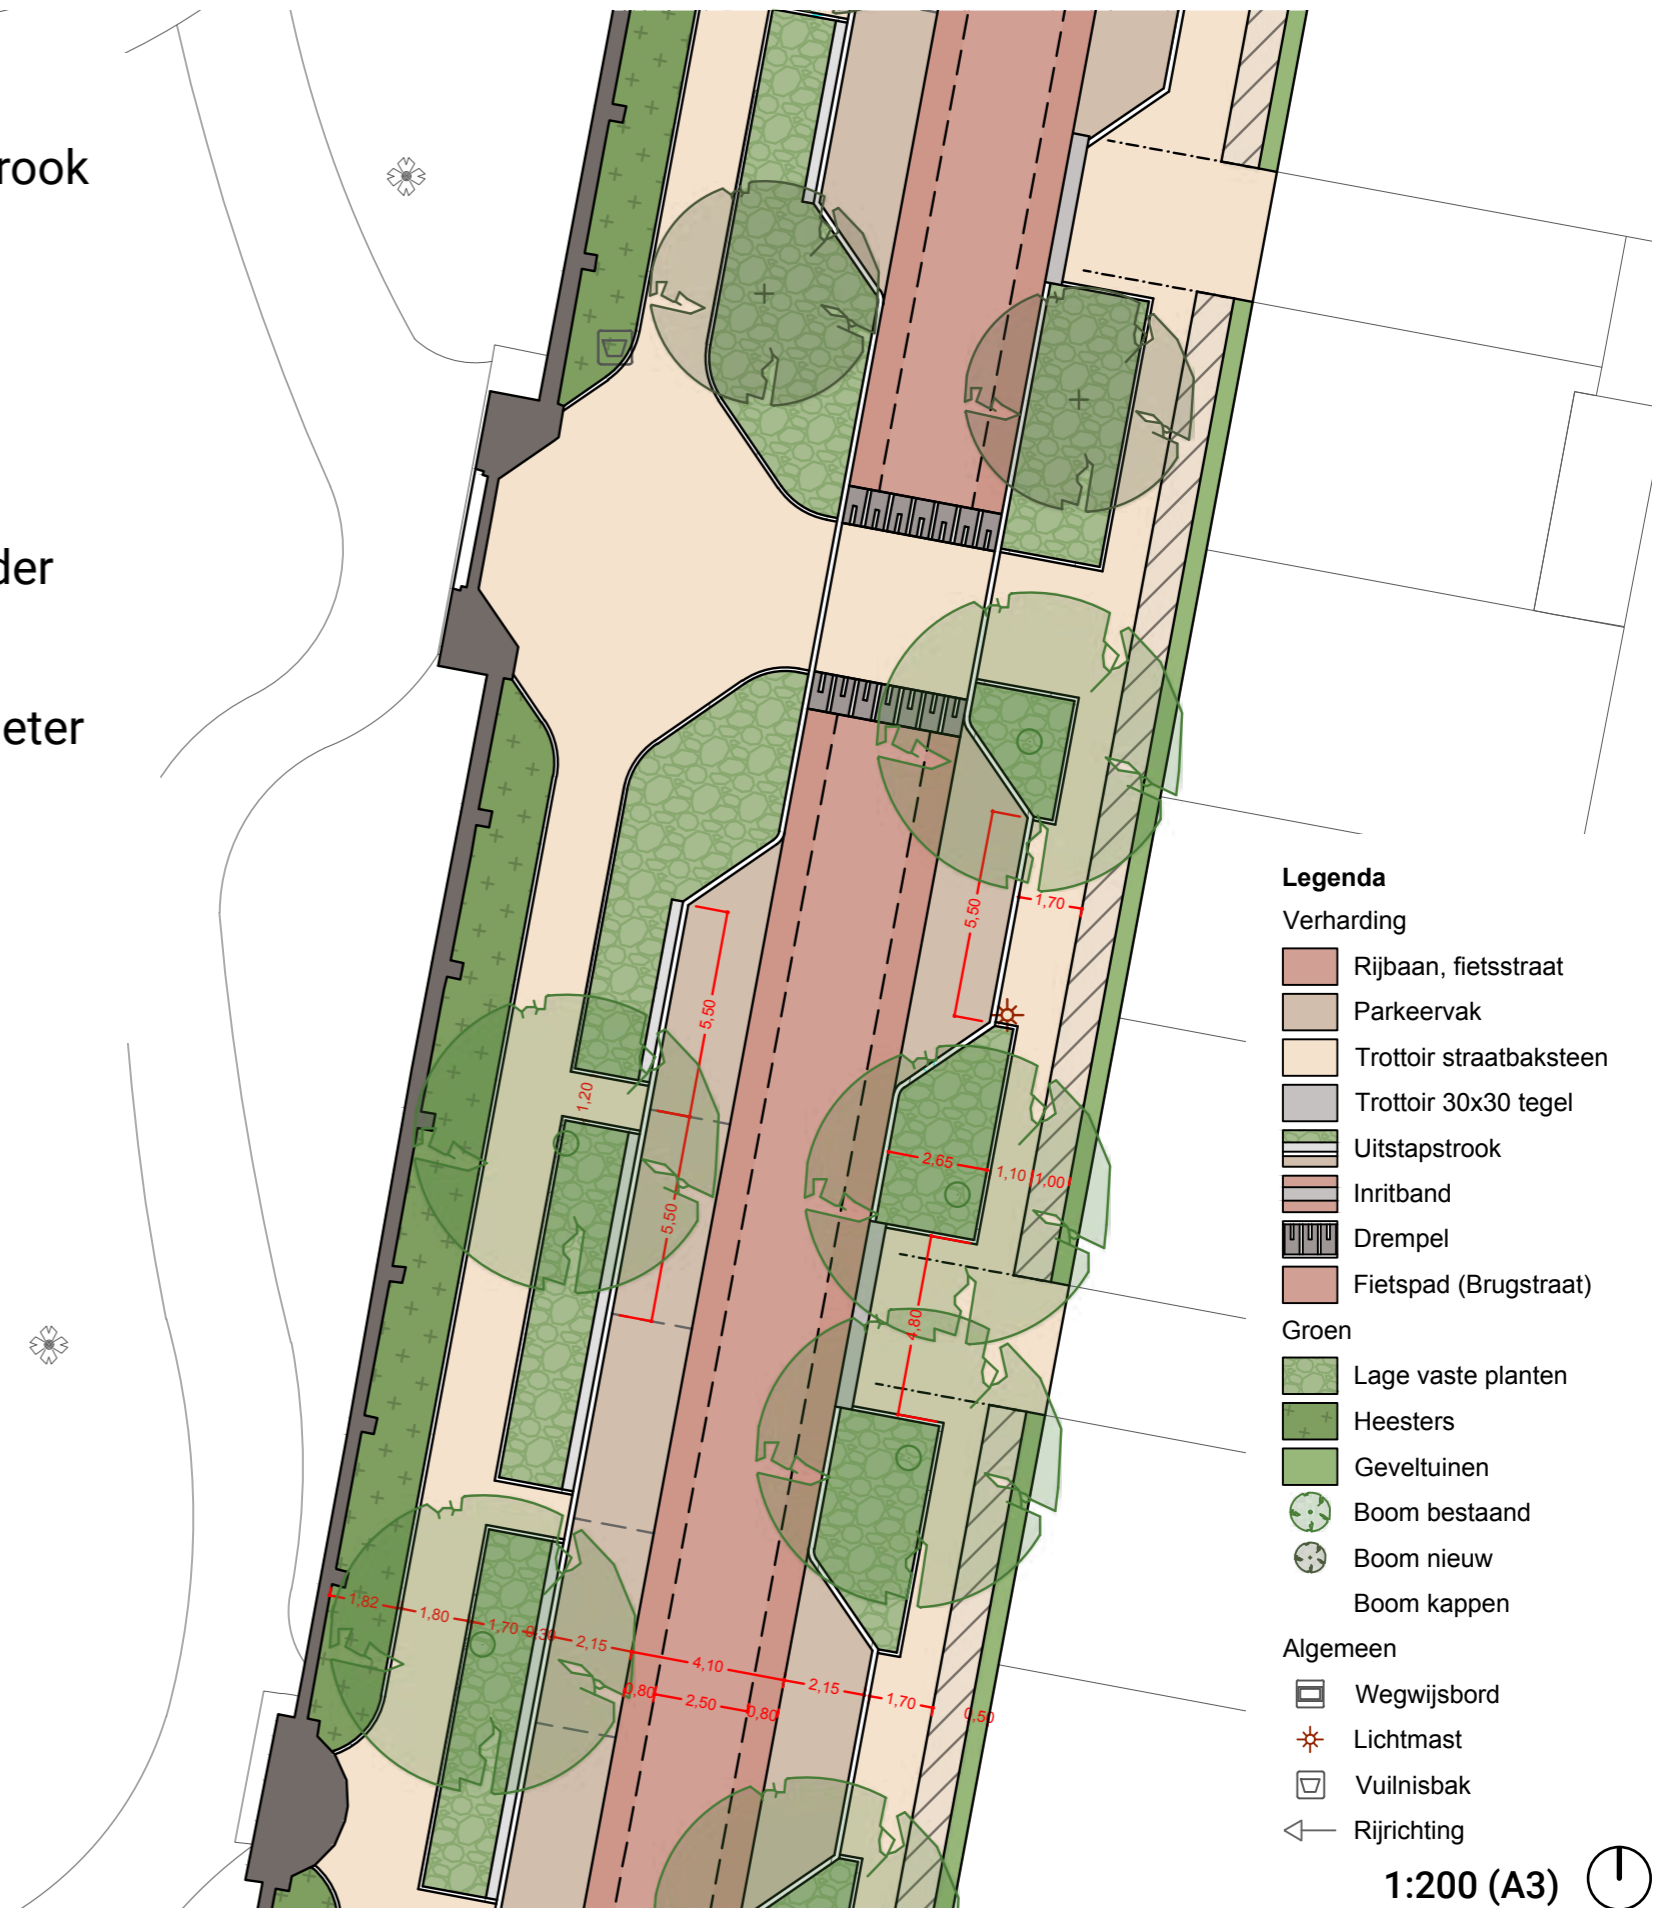 rook
der
eter
5,50
1,70
5,50
1,20
2,65
1,10
1,00
5,50
4,80
1,82
1,80
1,70
0,30
2,15
4,10
2,15
1,70
0,80
2,50
0,80
0,50
Legenda
Verharding
Rijbaan, fietsstraat
Parkeervak
Trottoir straatbaksteen
Trottoir 30x30 tegel
Uitstapstrook
Inritband
Drempel
Fietspad (Brugstraat)
Groen
Lage vaste planten
Heesters
Geveltuinen
Boom bestaand
Boom nieuw
Boom kappen
Algemeen
Wegwijsbord
Lichtmast
Vuilnisbak
Rijrichting
1:200 (A3)